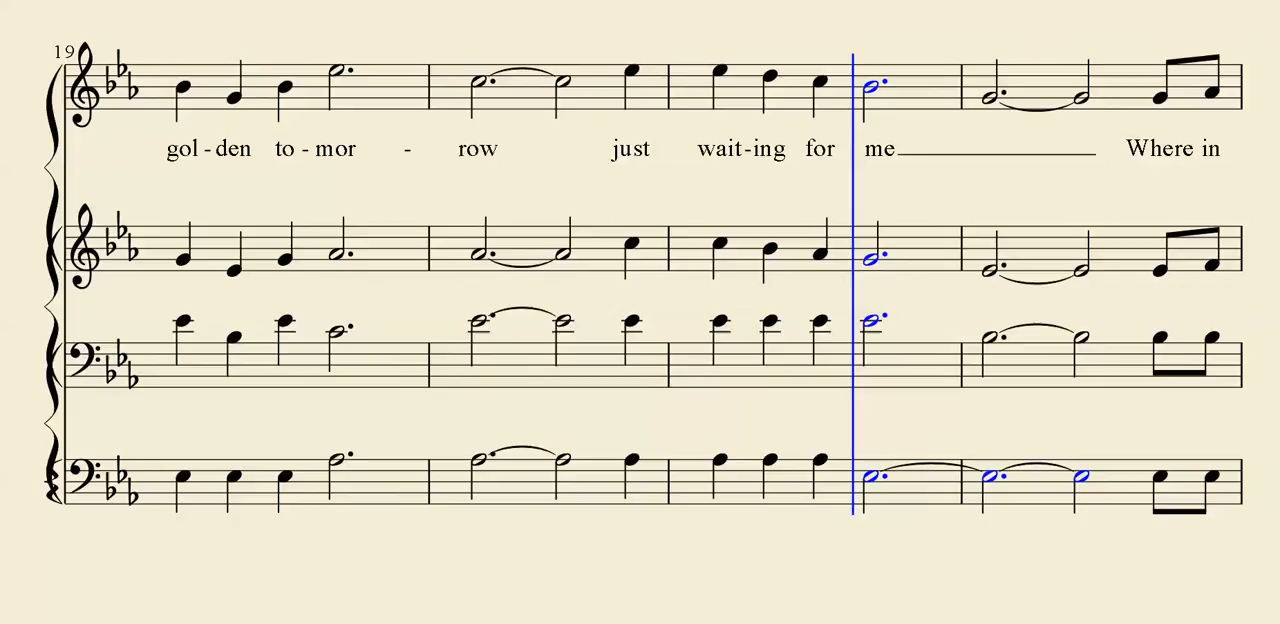 19
gol - den to - mor - row just wait - ing for me Where in